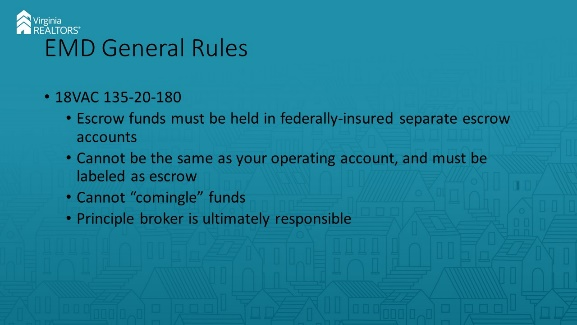 Virginia
REALTORS®
EMD General Rules
• 18VAC 135-20-180
• Escrow funds must be held in federally-insured separate escrow
accounts
• Cannot be the same as your operating account, and must be
labeled as escrow
• Cannot “comingle” funds
• Principle broker is ultimately responsible